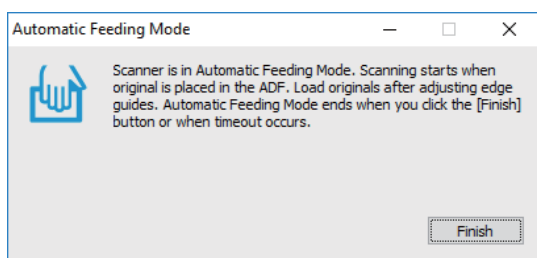 Automatic Feeding Mode
Scanner is in Automatic Feeding Mode. Scanning starts when
original is placed in the ADF. Load originals after adjusting edge
guides. Automatic Feeding Mode ends when you click the [Finish]
button or when timeout occurs.
Finish